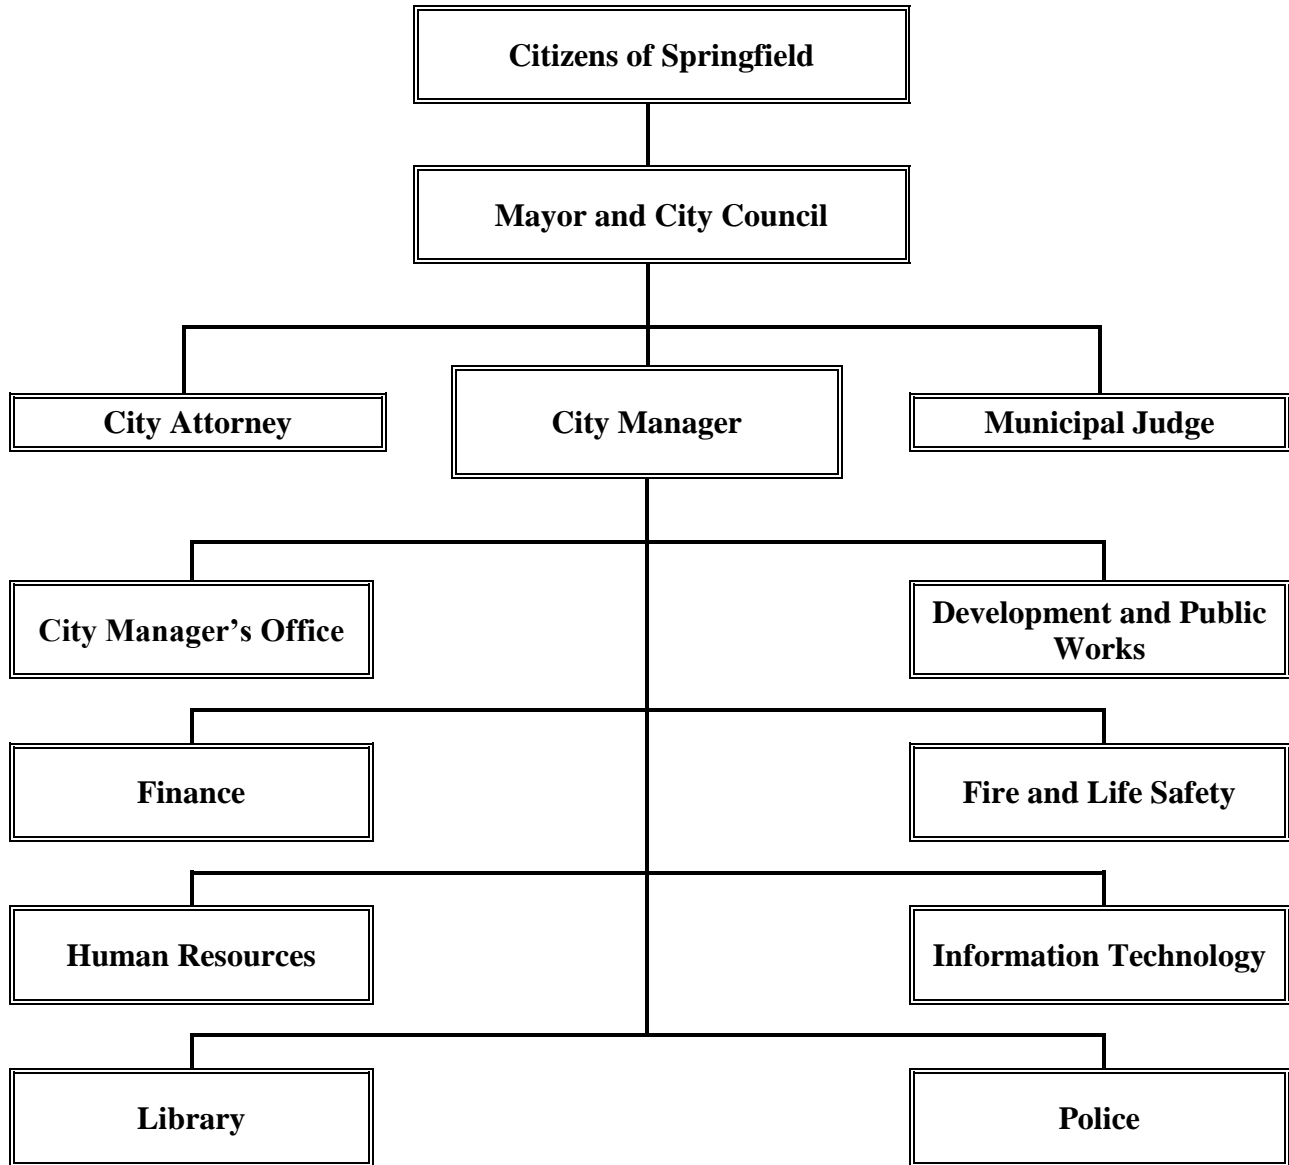 Citizens of Springfield
Mayor and City Council
City Attorney
City Manager
Municipal Judge
City Manager’s Office
Development and Public
Works
Finance
Fire and Life Safety
Human Resources
Information Technology
Library
Police